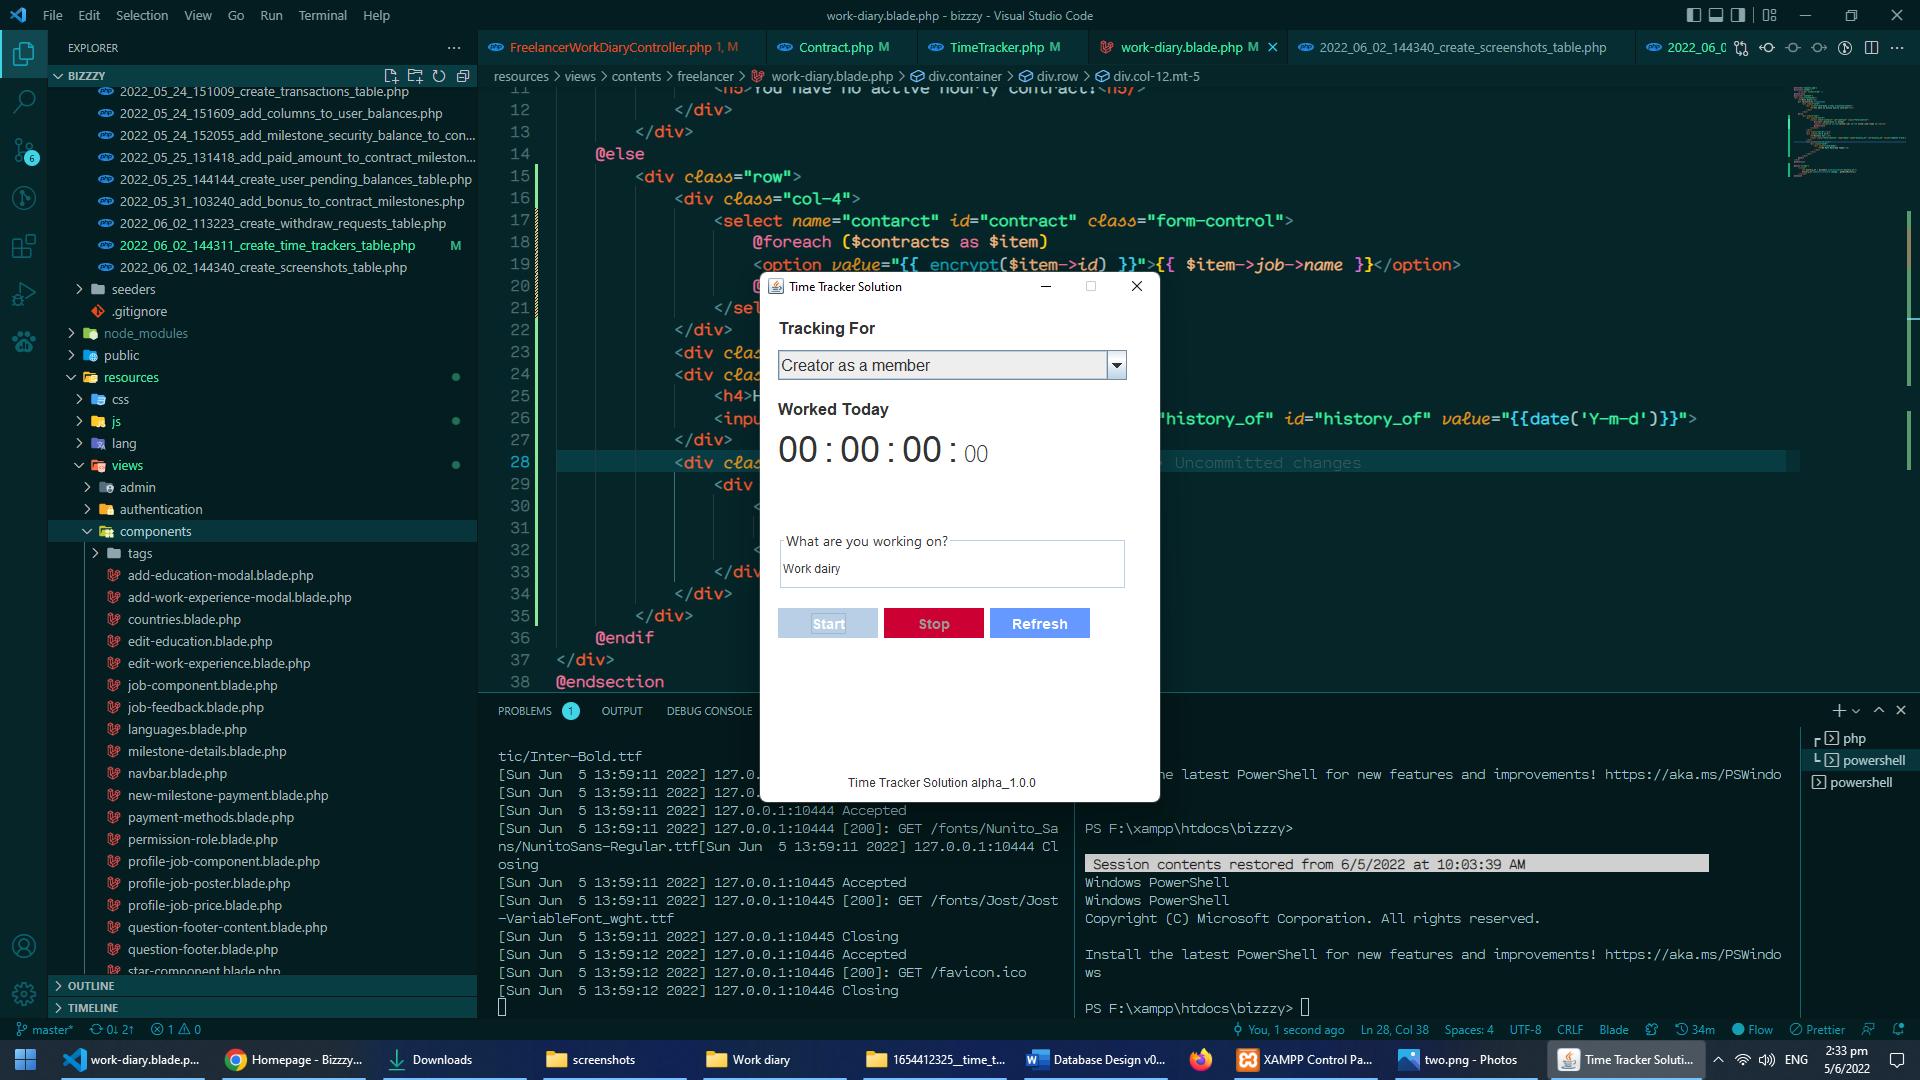 File Edit Selection View Go Run Terminal Help
work-diary.blade.php - bizzzy - Visual Studio Code
EXPLORER
BIZZZY
2022_05_24_151009_create_transactions_table.php
2022_05_24_151609_add_columns_to_user_balances.php
2022_05_24_152055_add_milestone_security_balance_to_con...
2022_05_25_131418_add_paid_amount_to_contract_mileston...
2022_05_25_144144_create_user_pending_balances_table.php
2022_05_31_103240_add_bonus_to_contract_milestones.php
2022_06_02_113223_create_withdraw_requests_table.php
2022_06_02_144311_create_time_trackers_table.php M
2022_06_02_144340_create_screenshots_table.php
seeders
.gitignore
node_modules
public
resources
css
js
lang
views
admin
authentication
components
tags
add-education-modal.blade.php
add-work-experience-modal.blade.php
countries.blade.php
edit-education.blade.php
edit-work-experience.blade.php
job-component.blade.php
job-feedback.blade.php
languages.blade.php
milestone-details.blade.php
navbar.blade.php
new-milestone-payment.blade.php
payment-methods.blade.php
permission-role.blade.php
profile-job-component.blade.php
profile-job-poster.blade.php
profile-job-price.blade.php
question-footer-content.blade.php
question-footer.blade.php
star-component.blade.php
OUTLINE
TIMELINE
6
FreelancerWorkDiaryController.php 1, M
Contract.php M
TimeTracker.php M
work-diary.blade.php M
2022_06_02_144340_create_screenshots_table.php
2022_06_0
resources > views > contents > freelancer > work-diary.blade.php > div.container > div.row > div.col-12.mt-5
11 <h5>You have no active hourly contract.<h5/>
12 </div>
13 </div>
14 @else
15 <div class="row">
16 <div class="col-4">
17 <select name="contarct" id="contract" class="form-control">
18 @foreach ($contracts as $item)
19 <option value="{{ encrypt($item->id) }}">{{ $item->job->name }}</option>
20 @
21 </sel
22 </div>
23 <div clas
24 <div clas
25 <h4>H
26 <inpu "history_of" id="history_of" value="{{date('Y-m-d')}}">
27 </div>
28 <div clas Uncommitted changes
29 <div
30 <
31
32 <
33 </div
34 </div>
35 </div>
36 @endif
37 </div>
38 @endsection
Time Tracker Solution
Tracking For
Creator as a member
Worked Today
00 : 00 : 00 : 00
What are you working on?
Work dairy
Start Stop Refresh
Time Tracker Solution alpha_1.0.0
PROBLEMS 1 OUTPUT DEBUG CONSOLE
tic/Inter-Bold.ttf
[Sun Jun 5 13:59:11 2022] 127.0.
[Sun Jun 5 13:59:11 2022] 127.0.
[Sun Jun 5 13:59:11 2022] 127.0.0.1:10444 Accepted
[Sun Jun 5 13:59:11 2022] 127.0.0.1:10444 [200]: GET /fonts/Nunito_Sa
ns/NunitoSans-Regular.ttf[Sun Jun 5 13:59:11 2022] 127.0.0.1:10444 Cl
osing
[Sun Jun 5 13:59:11 2022] 127.0.0.1:10445 Accepted
[Sun Jun 5 13:59:11 2022] 127.0.0.1:10445 [200]: GET /fonts/Jost/Jost
-VariableFont_wght.ttf
[Sun Jun 5 13:59:11 2022] 127.0.0.1:10445 Closing
[Sun Jun 5 13:59:12 2022] 127.0.0.1:10446 Accepted
[Sun Jun 5 13:59:12 2022] 127.0.0.1:10446 [200]: GET /favicon.ico
[Sun Jun 5 13:59:12 2022] 127.0.0.1:10446 Closing
he latest PowerShell for new features and improvements! https://aka.ms/PSWindo
PS F:\xampp\htdocs\bizzzy>
Session contents restored from 6/5/2022 at 10:03:39 AM
Windows PowerShell
Windows PowerShell
Copyright (C) Microsoft Corporation. All rights reserved.
Install the latest PowerShell for new features and improvements! https://aka.ms/PSWindo
ws
PS F:\xampp\htdocs\bizzzy>
php
powershell
powershell
master* 0↓ 2↑ 1 0
You, 1 second ago Ln 28, Col 38 Spaces: 4 UTF-8 CRLF Blade 34m Flow Prettier
work-diary.blade.p...
Homepage - Bizzzy...
Downloads
screenshots
Work diary
1654412325__time_t...
Database Design v0...
XAMPP Control Pa...
two.png - Photos
Time Tracker Soluti...
ENG
2:33 pm
5/6/2022